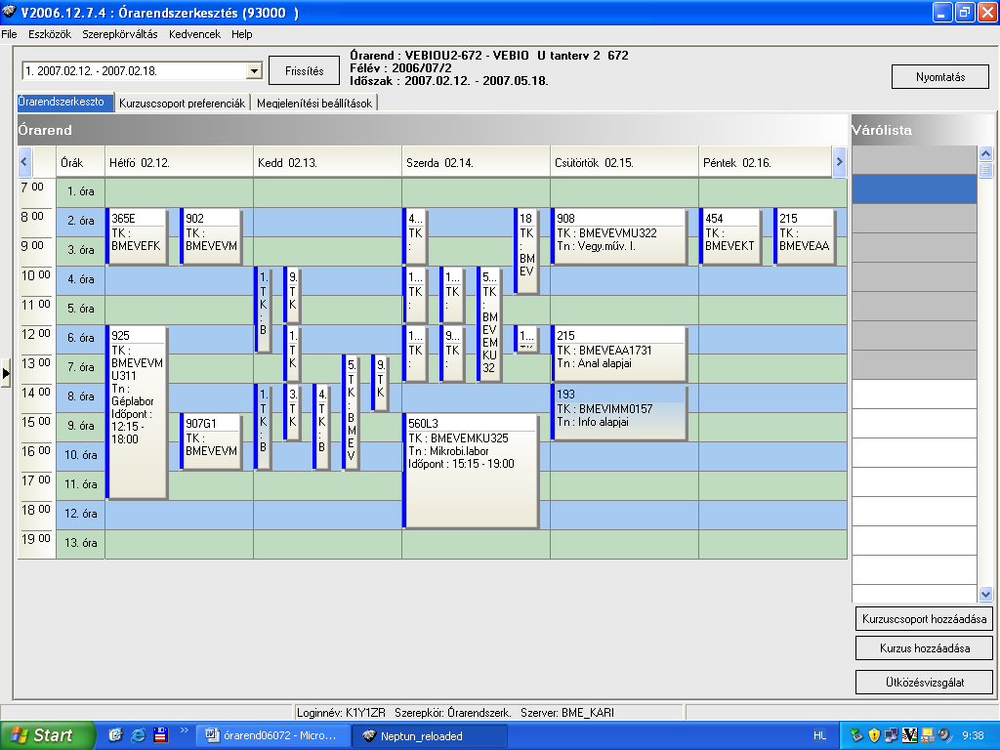 V2006.12.7.4 : Órarendszerkesztés (93000 )
File Eszközök Szerepkörváltás Kedvencek Help
1. 2007.02.12. - 2007.02.18.
Frissítés
Órarend : VEBIOU2-672 - VEBIO U tanterv 2 672
Félév : 2006/07/2
Időszak : 2007.02.12. - 2007.05.18.
Nyomtatás
Órarendszerkeszto Kurzuscsoport preferenciák Megjelenítési beállítások
Órarend
Várólista
Órák Hétfö 02.12. Kedd 02.13. Szerda 02.14. Csütörtök 02.15. Péntek 02.16.
7 00 1. óra
8 00 2. óra
9 00 3. óra
10 00 4. óra
11 00 5. óra
12 00 6. óra
13 00 7. óra
14 00 8. óra
15 00 9. óra
16 00 10. óra
17 00 11. óra
18 00 12. óra
19 00 13. óra
365E
TK :
BMEVEFK
902
TK :
BMEVEVM
925
TK :
BMEVEVM
U311
Tn :
Géplabor
Időpont :
12:15 -
18:00
907G1
TK :
BMEVEVM
1.
T
K
:
B
9.
T
K
1.
T
K
1.
T
K
:
B
3.
T
K
4.
T
K
:
B
5.
T
K
:
B
M
E
V
9.
T
K
4...
TK
:
18
TK
:
BM
EV
1...
TK
:
1...
TK
:
5...
TK
:
BM
EV
EM
KU
32
1...
TK
:
9...
TK
:
1...
TK
560L3
TK : BMEVEMKU325
Tn : Mikrobi.labor
Időpont : 15:15 - 19:00
908
TK : BMEVEVMU322
Tn : Vegy.műv. I.
215
TK : BMEVEAA1731
Tn : Anal alapjai
193
TK : BMEVIMM0157
Tn : Info alapjai
454
TK :
BMEVEKT
215
TK :
BMEVEAA
Kurzuscsoport hozzáadása
Kurzus hozzáadása
Ütközésvizsgálat
Loginnév: K1Y1ZR Szerepkör: Órarendszerk. Szerver: BME_KARI
Start
órarend06072 - Micro...
Neptun_reloaded
HL
9:38